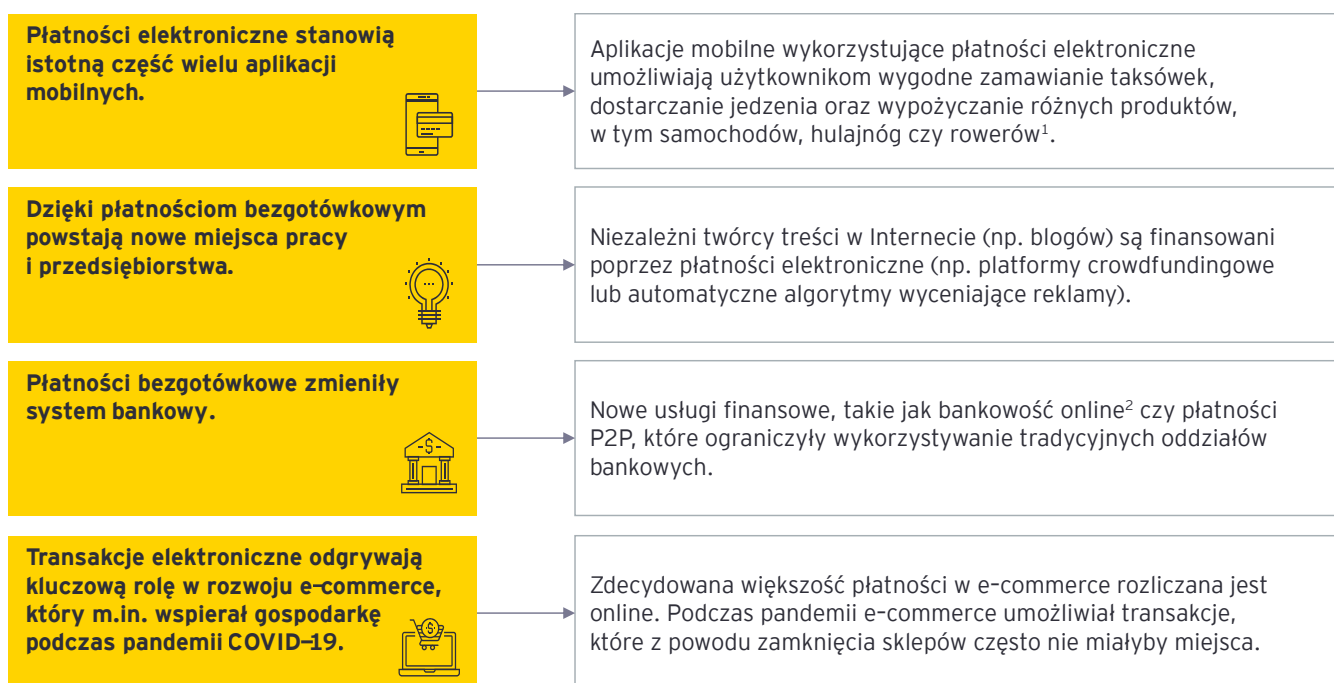 Płatności elektroniczne stanowią
istotną część wielu aplikacji
mobilnych.
Aplikacje mobilne wykorzystujące płatności elektroniczne
umożliwiają użytkownikom wygodne zamawianie taksówek,
dostarczanie jedzenia oraz wypożyczanie różnych produktów,
w tym samochodów, hulajnóg czy rowerów¹.
Dzięki płatnościom bezgotówkowym
powstają nowe miejsca pracy
i przedsiębiorstwa.
Niezależni twórcy treści w Internecie (np. blogów) są finansowani
poprzez płatności elektroniczne (np. platformy crowdfundingowe
lub automatyczne algorytmy wyceniające reklamy).
Płatności bezgotówkowe zmieniły
system bankowy.
Nowe usługi finansowe, takie jak bankowość online² czy płatności
P2P, które ograniczyły wykorzystywanie tradycyjnych oddziałów
bankowych.
Transakcje elektroniczne odgrywają
kluczową rolę w rozwoju e-commerce,
który m.in. wspierał gospodarkę
podczas pandemii COVID-19.
Zdecydowana większość płatności w e-commerce rozliczana jest
online. Podczas pandemii e-commerce umożliwiał transakcje,
które z powodu zamknięcia sklepów często nie miałyby miejsca.